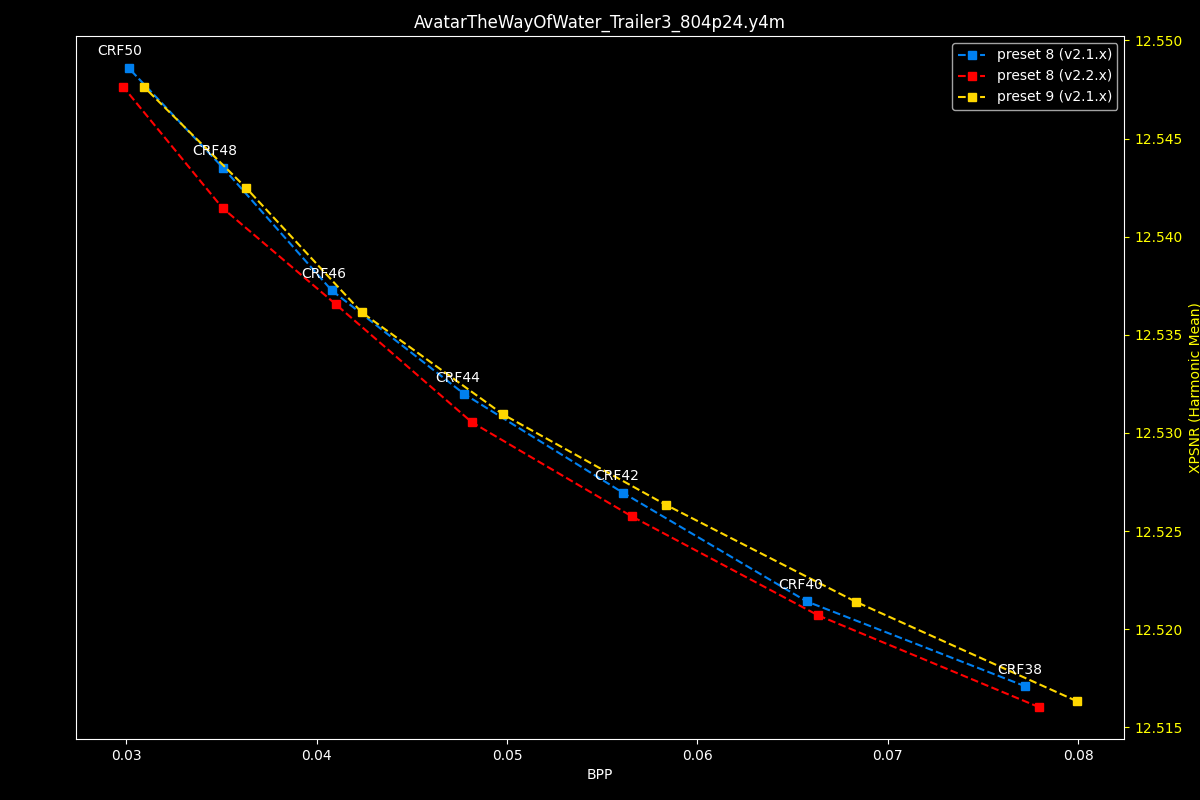 AvatarTheWayOfWater_Trailer3_804p24.y4m
preset 8 (v2.1.x)
preset 8 (v2.2.x)
preset 9 (v2.1.x)
CRF50
CRF48
CRF46
CRF44
CRF42
CRF40
CRF38
12.550
12.545
12.540
12.535
12.530
12.525
12.520
12.515
XPSNR (Harmonic Mean)
0.03 0.04 0.05 0.06 0.07 0.08
BPP